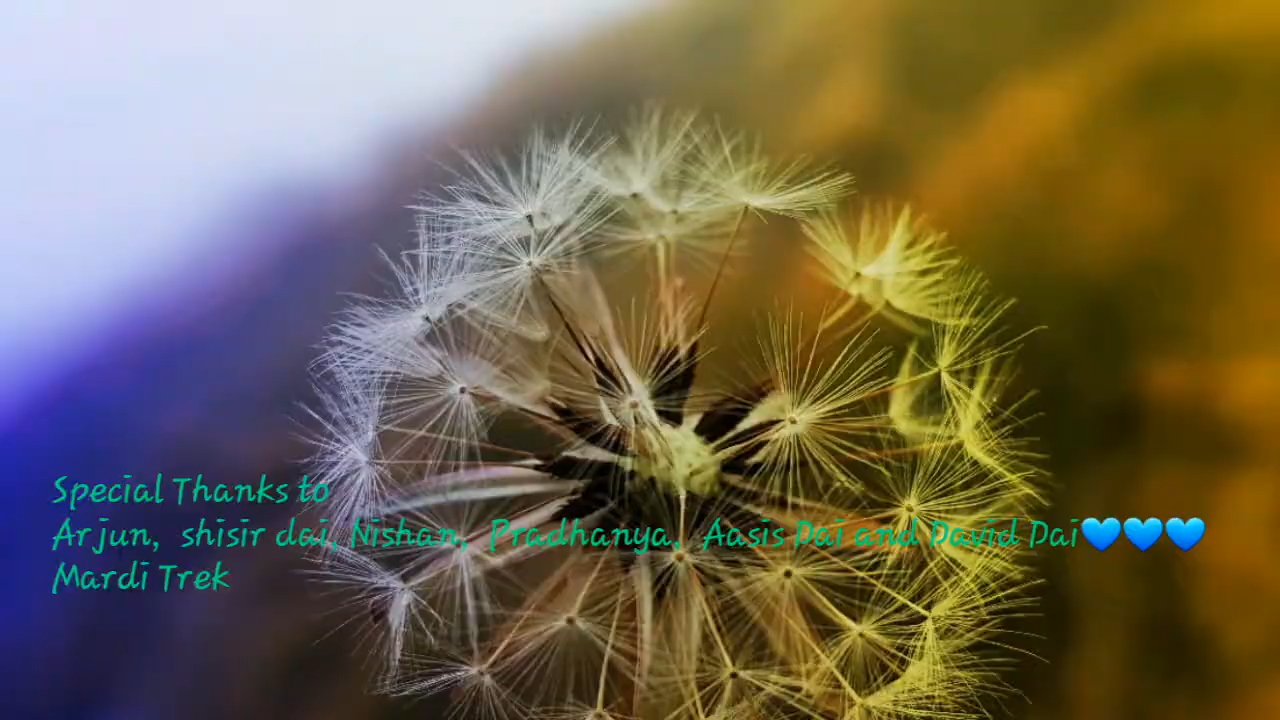 Special Thanks to
Arjun,  shisir dai, Nishan,  Pradhanya,  Aasis Dai and David Dai💙💙💙
Mardi Trek